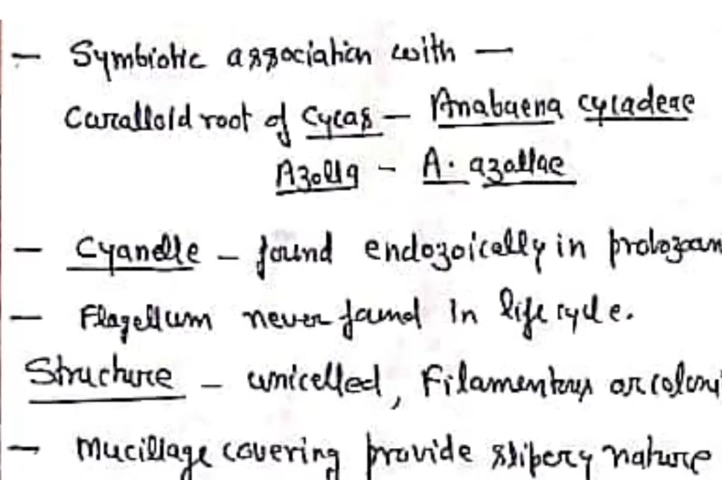 — Symbiotic association with —
Coralloid root of Cycas — Anabaena cycadeae
Azolla - A. azollae
— Cyanelle — found endozoically in protozoan
— Flagellum never found in life cycle.
Structure — unicelled, Filamentous or coloni
— Mucillage covering provide slipery nature